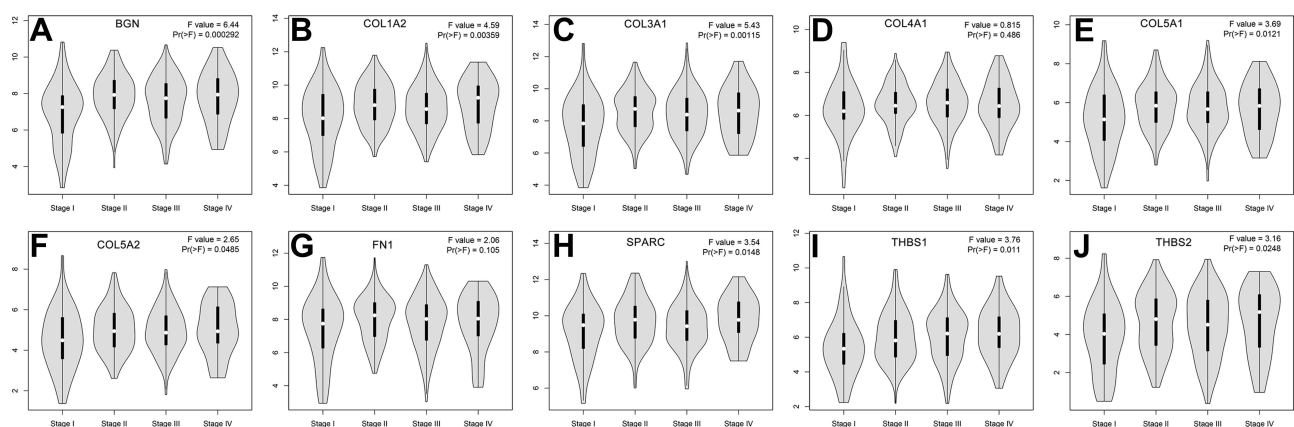 A
BGN
F value = 6.44
Pr(>F) = 0.000292
12
10
8
6
4
Stage I Stage II Stage III Stage IV
B
COL1A2
F value = 4.59
Pr(>F) = 0.00359
14
12
10
8
6
4
Stage I Stage II Stage III Stage IV
C
COL3A1
F value = 5.43
Pr(>F) = 0.00115
14
12
10
8
6
4
Stage I Stage II Stage III Stage IV
D
COL4A1
F value = 0.815
Pr(>F) = 0.486
10
8
6
4
Stage I Stage II Stage III Stage IV
E
COL5A1
F value = 3.69
Pr(>F) = 0.0121
10
8
6
4
2
Stage I Stage II Stage III Stage IV
F
COL5A2
F value = 2.65
Pr(>F) = 0.0485
8
6
4
2
Stage I Stage II Stage III Stage IV
G
FN1
F value = 2.06
Pr(>F) = 0.105
12
10
8
6
4
Stage I Stage II Stage III Stage IV
H
SPARC
F value = 3.54
Pr(>F) = 0.0148
14
12
10
8
6
Stage I Stage II Stage III Stage IV
I
THBS1
F value = 3.76
Pr(>F) = 0.011
12
10
8
6
4
2
Stage I Stage II Stage III Stage IV
J
THBS2
F value = 3.16
Pr(>F) = 0.0248
8
6
4
2
Stage I Stage II Stage III Stage IV